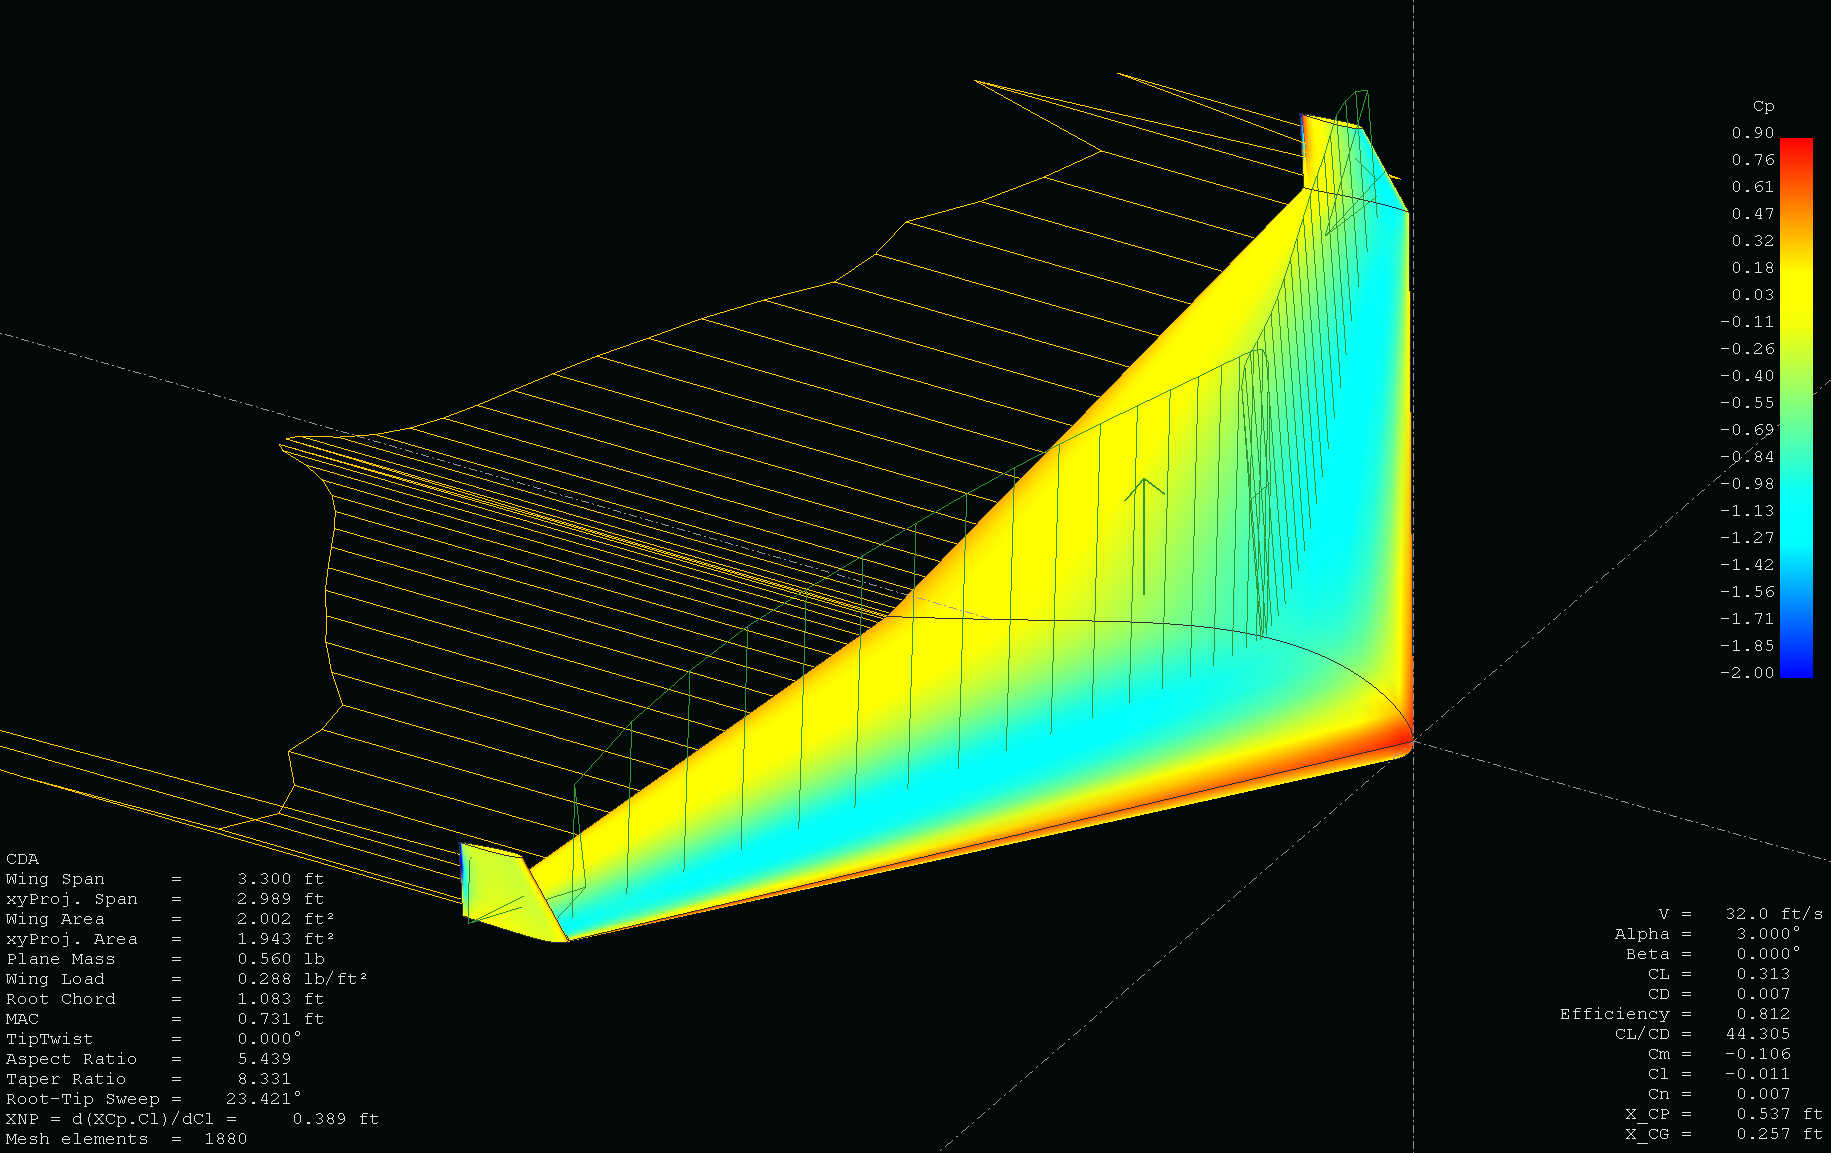 Cp
0.90
0.76
0.61
0.47
0.32
0.18
0.03
-0.11
-0.26
-0.40
-0.55
-0.69
-0.84
-0.98
-1.13
-1.27
-1.42
-1.56
-1.71
-1.85
-2.00
CDA
Wing Span = 3.300 ft
xyProj. Span = 2.989 ft
Wing Area = 2.002 ft²
xyProj. Area = 1.943 ft²
Plane Mass = 0.560 lb
Wing Load = 0.288 lb/ft²
Root Chord = 1.083 ft
MAC = 0.731 ft
TipTwist = 0.000°
Aspect Ratio = 5.439
Taper Ratio = 8.331
Root-Tip Sweep = 23.421°
XNP = d(XCp.Cl)/dCl = 0.389 ft
Mesh elements = 1880
V = 32.0 ft/s
Alpha = 3.000°
Beta = 0.000°
CL = 0.313
CD = 0.007
Efficiency = 0.812
CL/CD = 44.305
Cm = -0.106
Cl = -0.011
Cn = 0.007
X_CP = 0.537 ft
X_CG = 0.257 ft